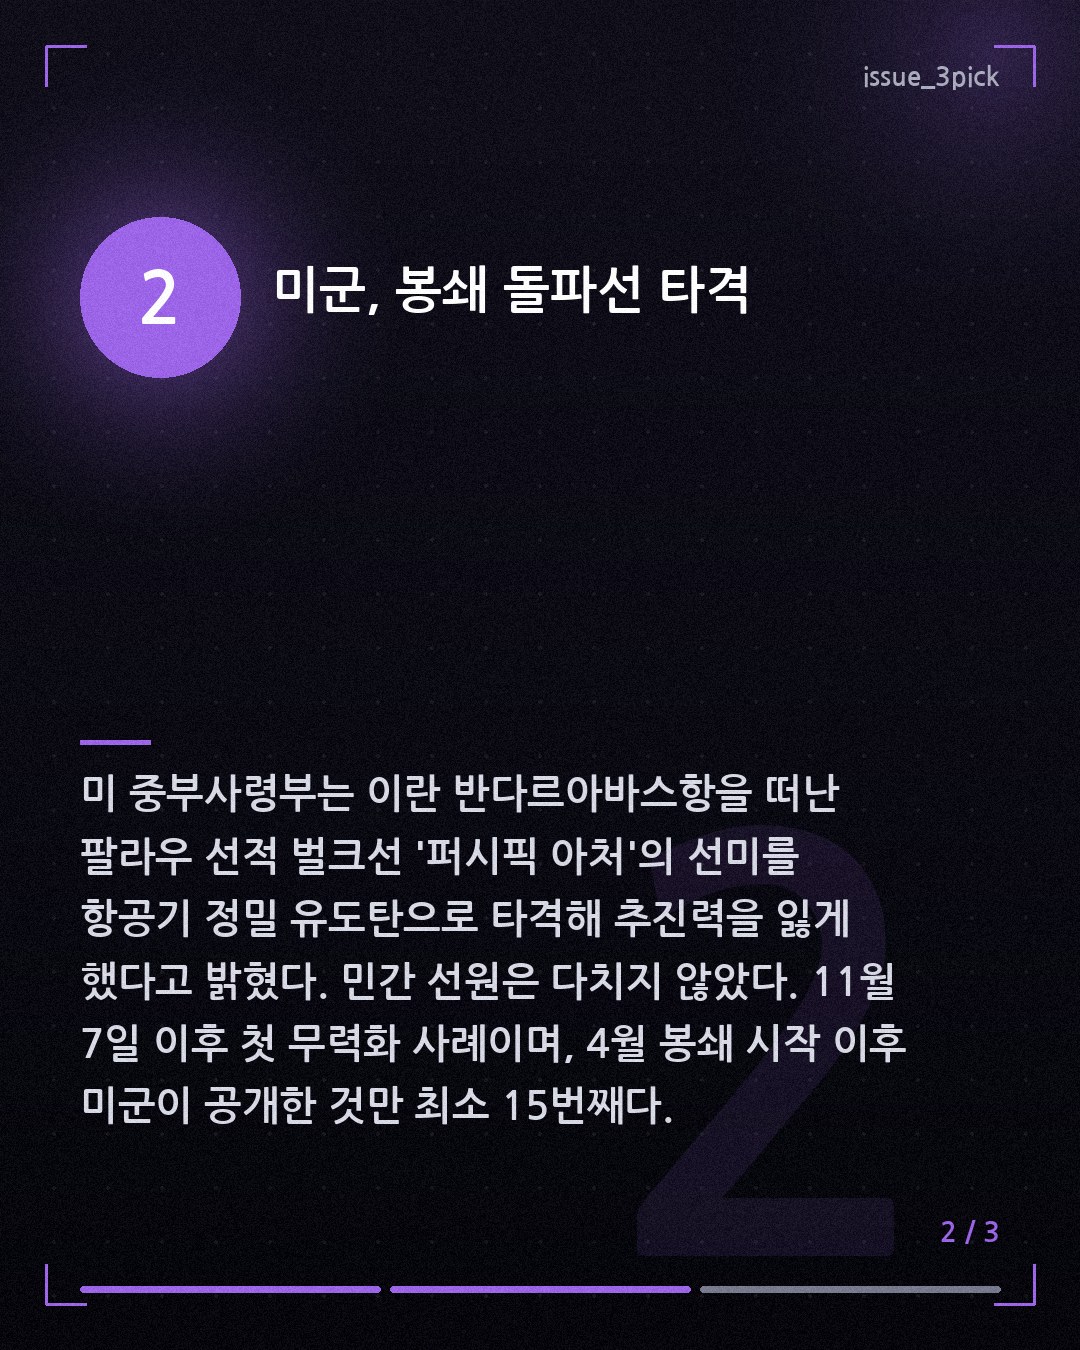 issue_3pick
2
미군, 봉쇄 돌파선 타격
미 중부사령부는 이란 반다르아바스항을 떠난
팔라우 선적 벌크선 '퍼시픽 아처'의 선미를
항공기 정밀 유도탄으로 타격해 추진력을 잃게
했다고 밝혔다. 민간 선원은 다치지 않았다. 11월
7일 이후 첫 무력화 사례이며, 4월 봉쇄 시작 이후
미군이 공개한 것만 최소 15번째다.
2
2 / 3